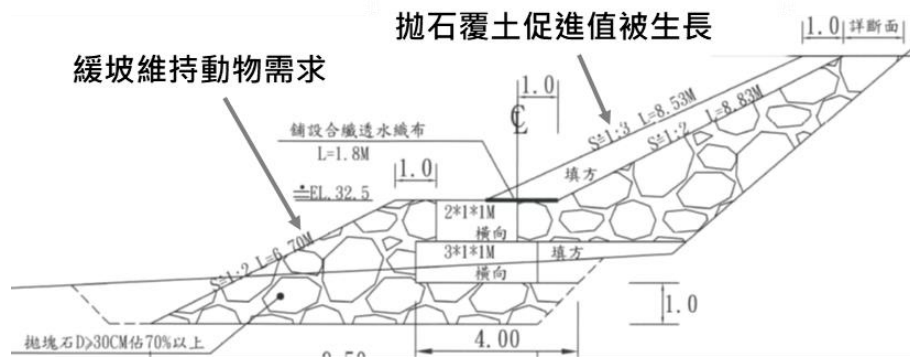 拋石覆土促進值被生長
緩坡維持動物需求
1.0
詳斷面
1.0
℄
舖設合纖透水織布
L=1.8M
S≐1:3 L=8.53M
S≐1:2 L=8.83M
填方
1.0
≐EL.32.5
2*1*1M
橫向
3*1*1M
橫向
填方
S≐1:2 L=6.70M
1.0
拋塊石D>30CM佔70%以上
4.00